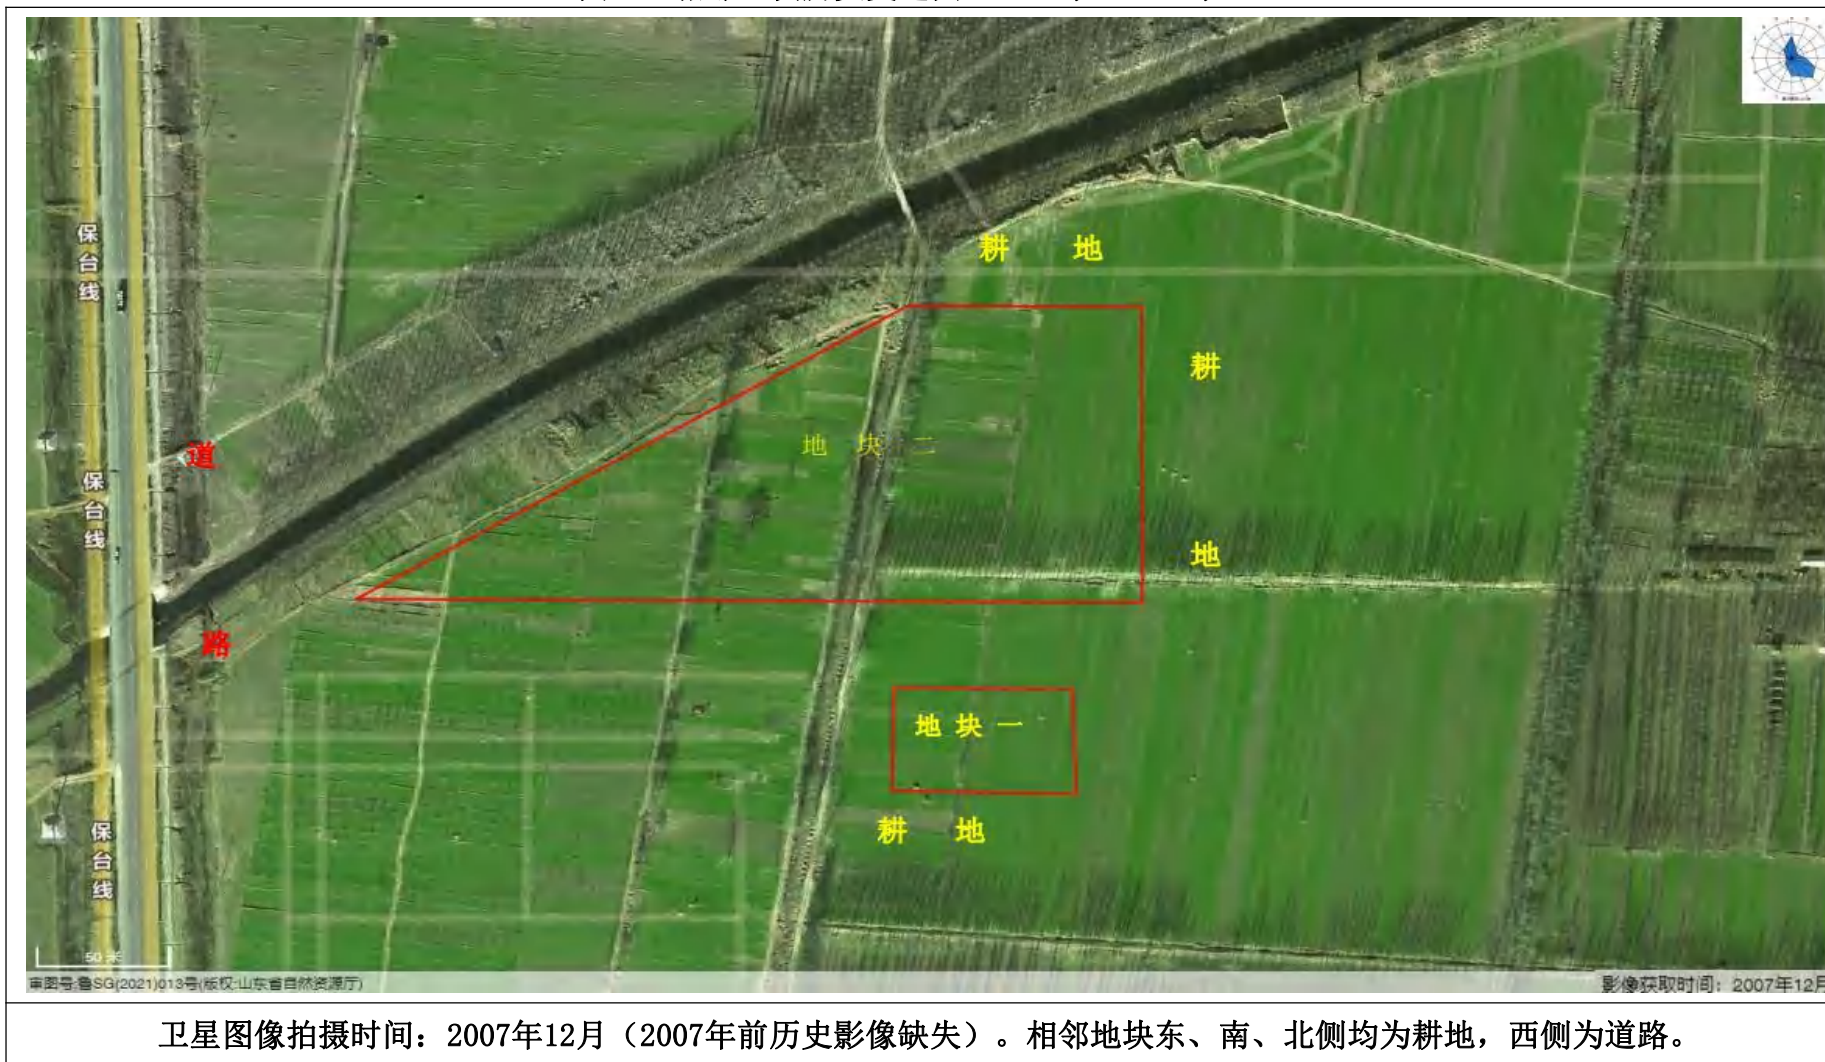 保台线
耕 地
耕
地 块 二
道
保台线
地
路
地 块 一
耕 地
保台线
50 米
审图号:鲁SG(2021)013号(版权:山东省自然资源厅)
影像获取时间：2007年12月
卫星图像拍摄时间：2007年12月（2007年前历史影像缺失）。相邻地块东、南、北侧均为耕地，西侧为道路。